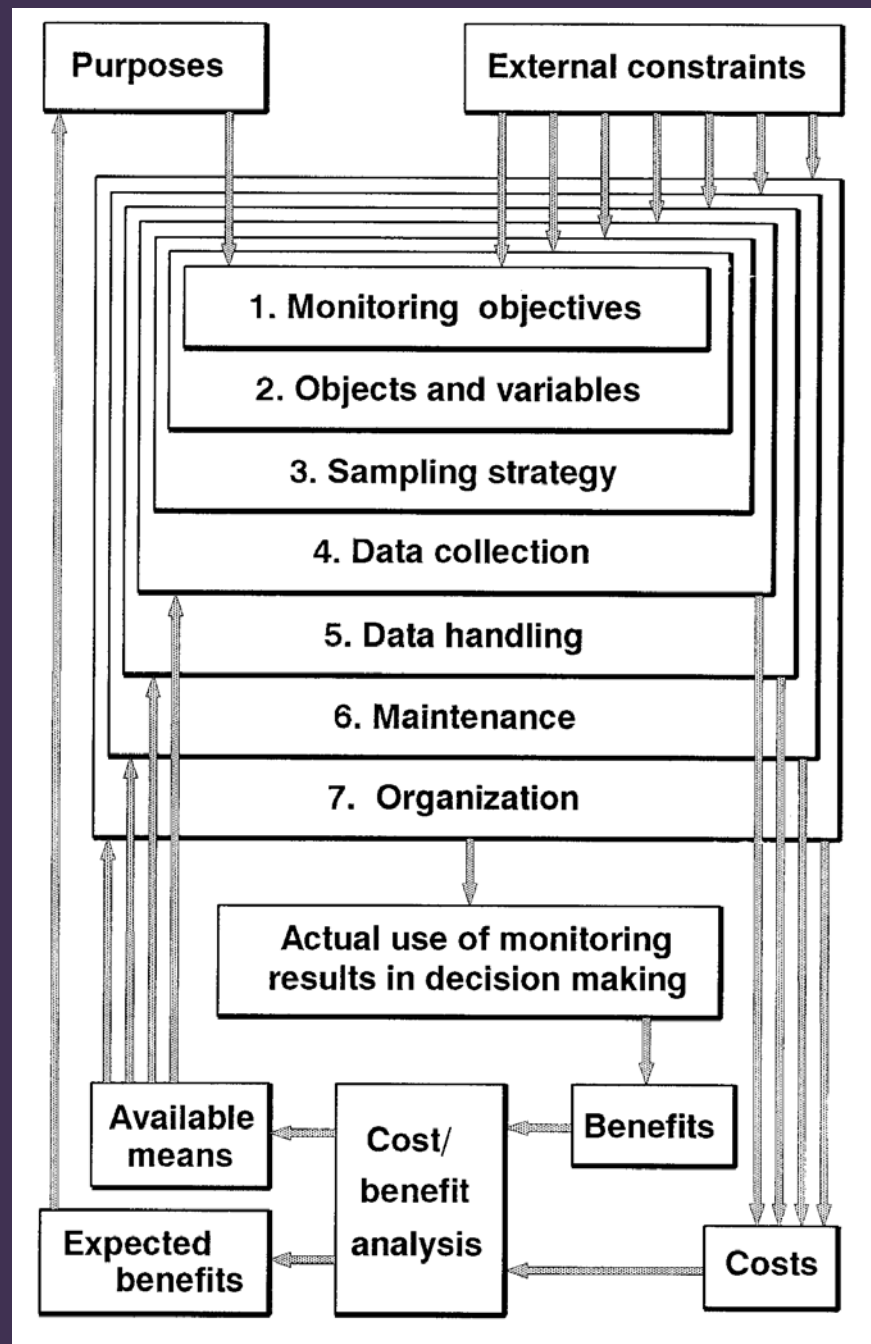 Purposes
External constraints
1. Monitoring objectives
2. Objects and variables
3. Sampling strategy
4. Data collection
5. Data handling
6. Maintenance
7. Organization
Actual use of monitoring
results in decision making
Available
means
Cost/
benefit
analysis
Benefits
Expected
benefits
Costs